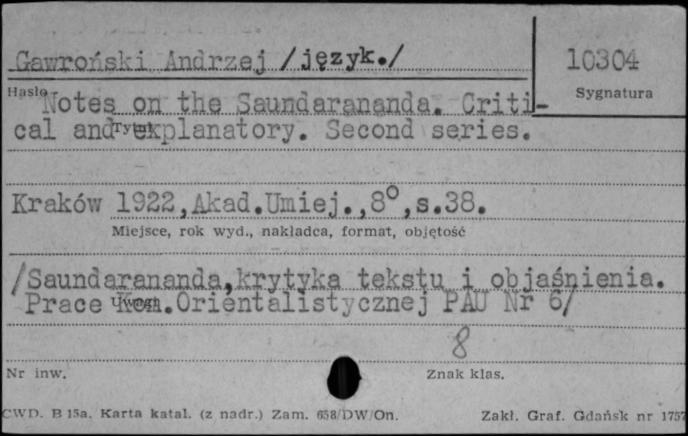 Gawroński Andrzej /język./
10304
Hasło
Sygnatura
Notes on the Saundarananda. Criti-
cal and explanatory. Second series.
Tytuł
Kraków 1922,Akad.Umiej.,8°,s.38.
Miejsce, rok wyd., nakładca, format, objętość
/Saundarananda,krytyka tekstu i objaśnienia.
Prace Kom.Orientalistycznej PAU Nr 6/
Uwagi
8
Nr inw.
Znak klas.
CWD. B 15a. Karta katal. (z nadr.) Zam. 658/DW/On.
Zakł. Graf. Gdańsk nr 1757